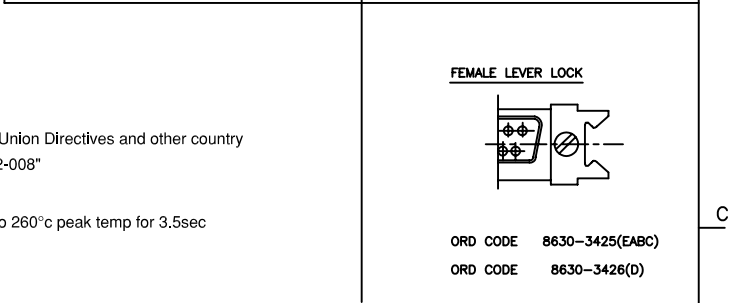 FEMALE LEVER LOCK
Union Directives and other country
2-008"
o 260°c peak temp for 3.5sec
C
ORD CODE 8630-3425(EABC)
ORD CODE 8630-3426(D)